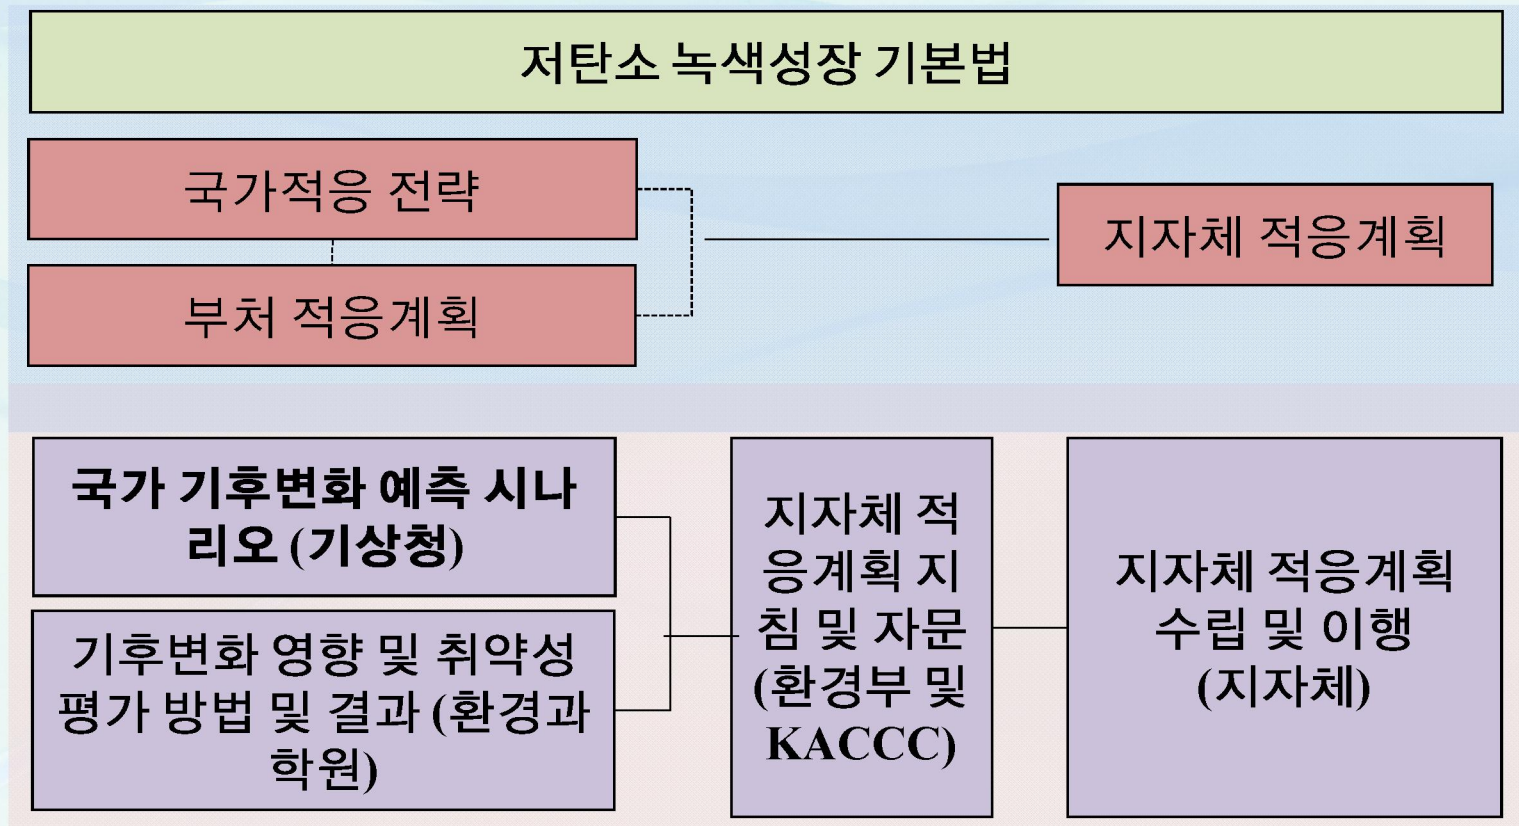 저탄소 녹색성장 기본법
국가적응 전략
부처 적응계획
지자체 적응계획
국가 기후변화 예측 시나
리오 (기상청)
기후변화 영향 및 취약성
평가 방법 및 결과 (환경과
학원)
지자체 적
응계획 지
침 및 자문
(환경부 및
KACCC)
지자체 적응계획
수립 및 이행
(지자체)